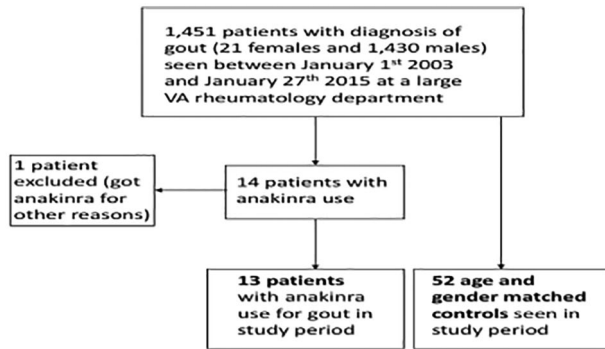 1,451 patients with diagnosis of
gout (21 females and 1,430 males)
seen between January 1st 2003
and January 27th 2015 at a large
VA rheumatology department
1 patient
excluded (got
anakinra for
other reasons)
14 patients with
anakinra use
13 patients
with anakinra
use for gout in
study period
52 age and
gender matched
controls seen in
study period